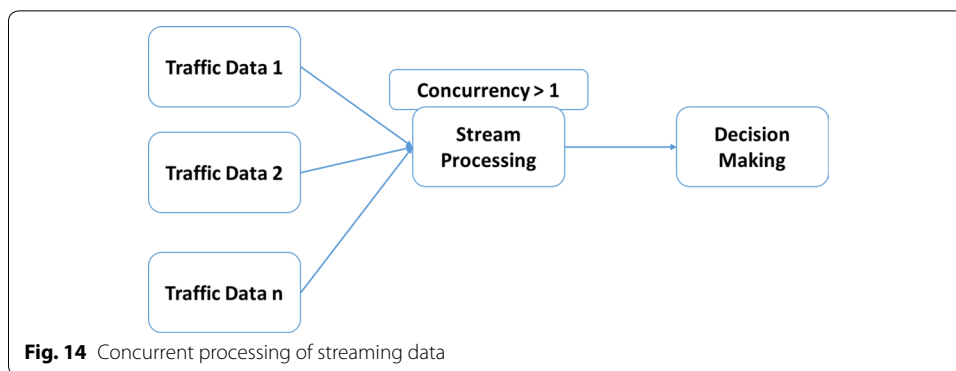 Traffic Data 1
Concurrency > 1
Stream
Processing
Decision
Making
Traffic Data 2
Traffic Data n
Fig. 14 Concurrent processing of streaming data